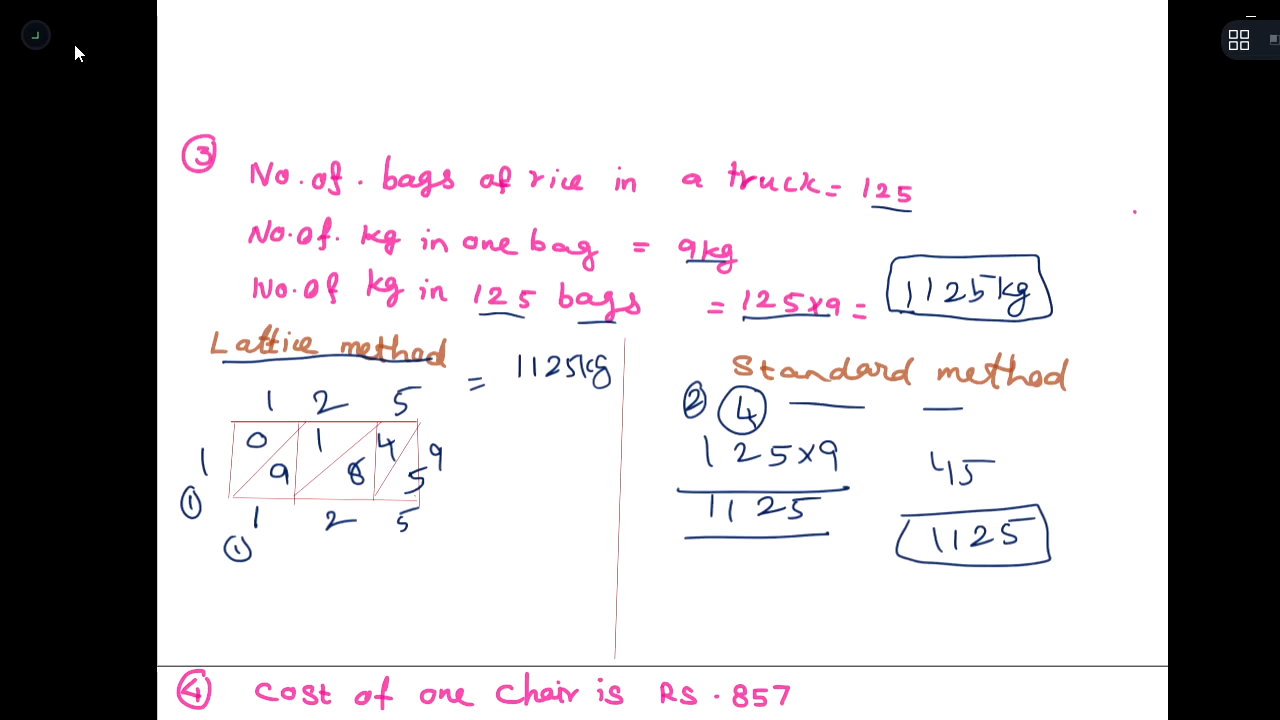 ③ No.of. bags of rice in a truck = 125
No.of. kg in one bag = 9kg
No.of kg in 125 bags = 125x9 = 1125kg
Lattice method = 1125kg
1 2 5
0 1 4
1 9 8 5 9
①
1 2 5
①
Standard method
② ④
125x9 45
1125 1125
④ Cost of one chair is RS.857